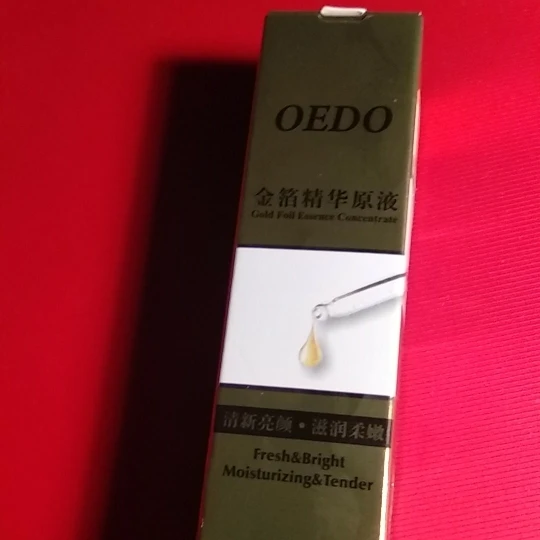 OEDO
金箔精华原液
Gold Foil Essence Concentrate
清新亮颜·滋润柔嫩
Fresh&Bright
Moisturizing&Tender